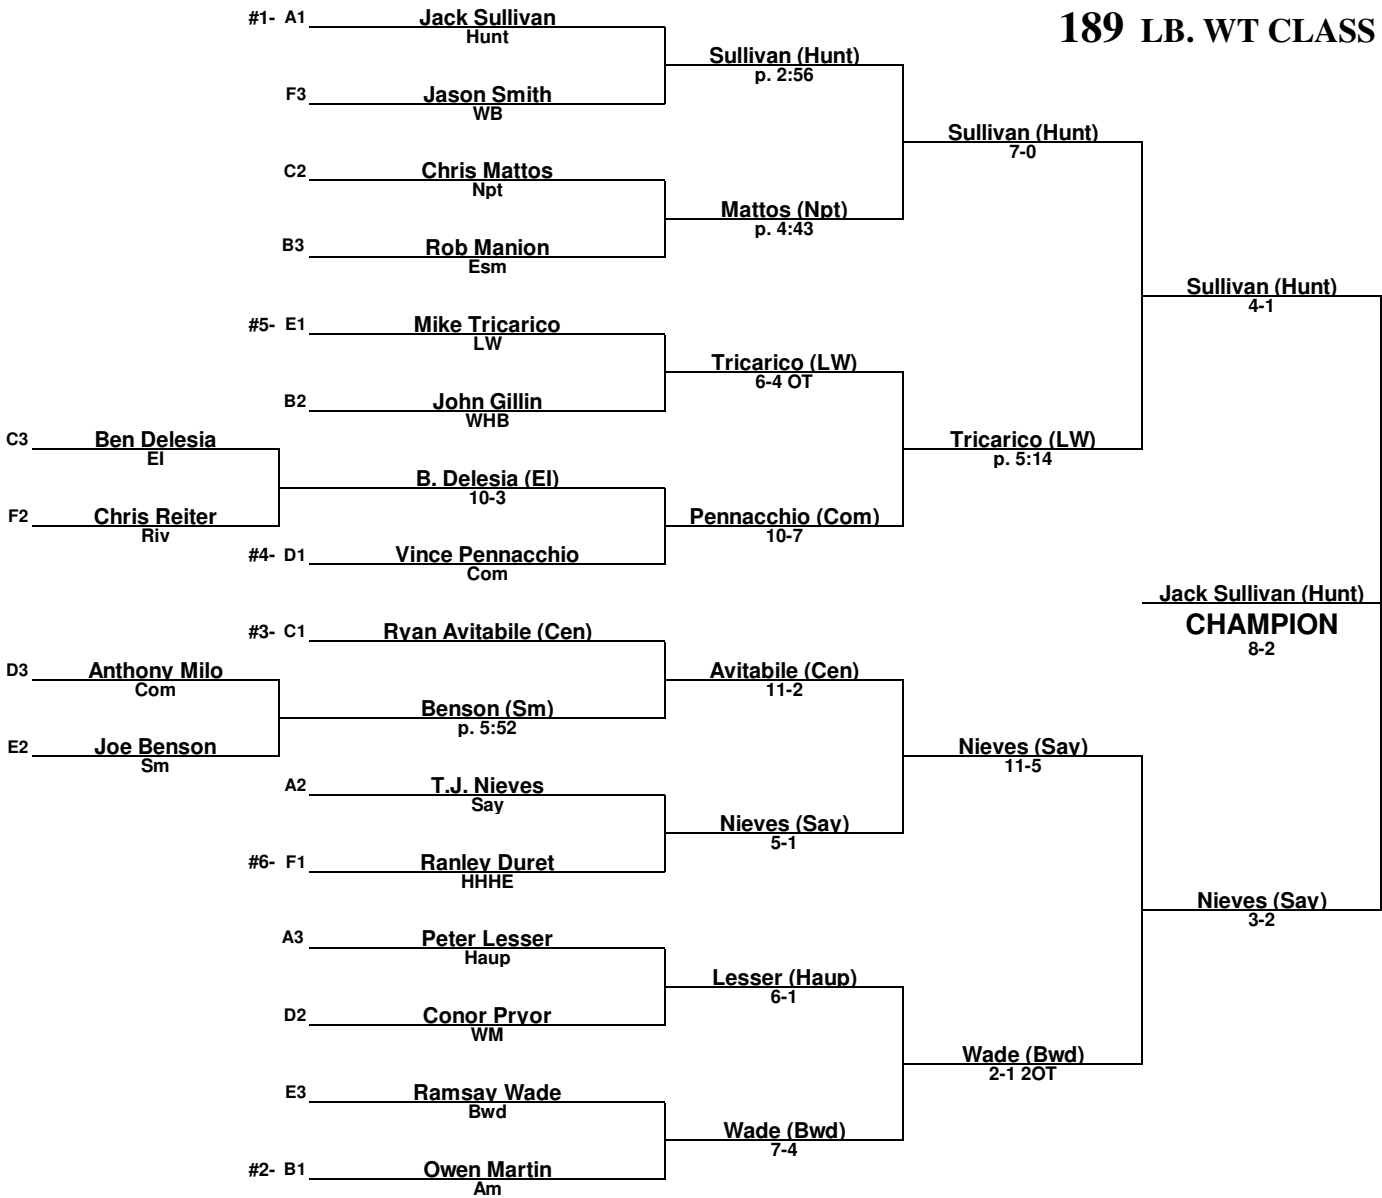 189 LB. WT CLASS
#1- A1 Jack Sullivan
Hunt
Sullivan (Hunt)
p. 2:56
F3 Jason Smith
WB
Sullivan (Hunt)
7-0
C2 Chris Mattos
Npt
Mattos (Npt)
p. 4:43
B3 Rob Manion
Esm
Sullivan (Hunt)
4-1
#5- E1 Mike Tricarico
LW
Tricarico (LW)
6-4 OT
B2 John Gillin
WHB
C3 Ben Delesia
EI
Tricarico (LW)
p. 5:14
B. Delesia (EI)
10-3
F2 Chris Reiter
Riv
Pennacchio (Com)
10-7
#4- D1 Vince Pennacchio
Com
Jack Sullivan (Hunt)
CHAMPION
8-2
#3- C1 Ryan Avitabile (Cen)
D3 Anthony Milo
Com
Avitabile (Cen)
11-2
Benson (Sm)
p. 5:52
E2 Joe Benson
Sm
Nieves (Say)
11-5
A2 T.J. Nieves
Say
Nieves (Say)
5-1
#6- F1 Ranley Duret
HHHE
Nieves (Say)
3-2
A3 Peter Lesser
Haup
Lesser (Haup)
6-1
D2 Conor Pryor
WM
Wade (Bwd)
2-1 2OT
E3 Ramsay Wade
Bwd
Wade (Bwd)
7-4
#2- B1 Owen Martin
Am